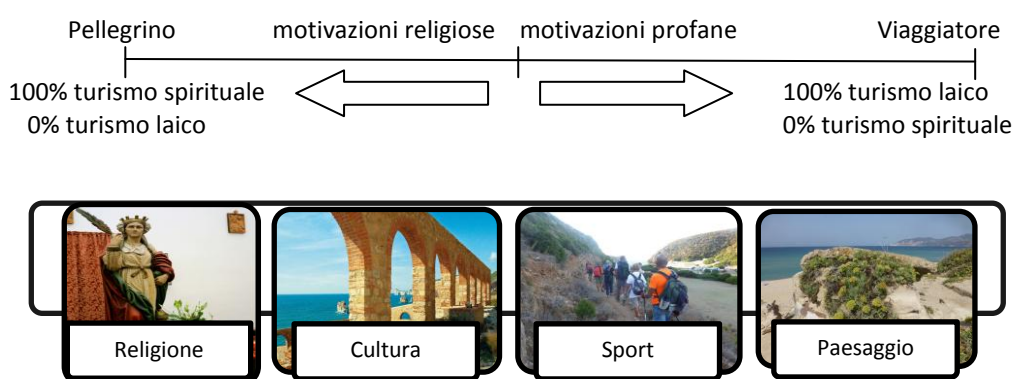 Pellegrino motivazioni religiose motivazioni profane Viaggiatore
100% turismo spirituale 100% turismo laico
0% turismo laico 0% turismo spirituale
Religione Cultura Sport Paesaggio